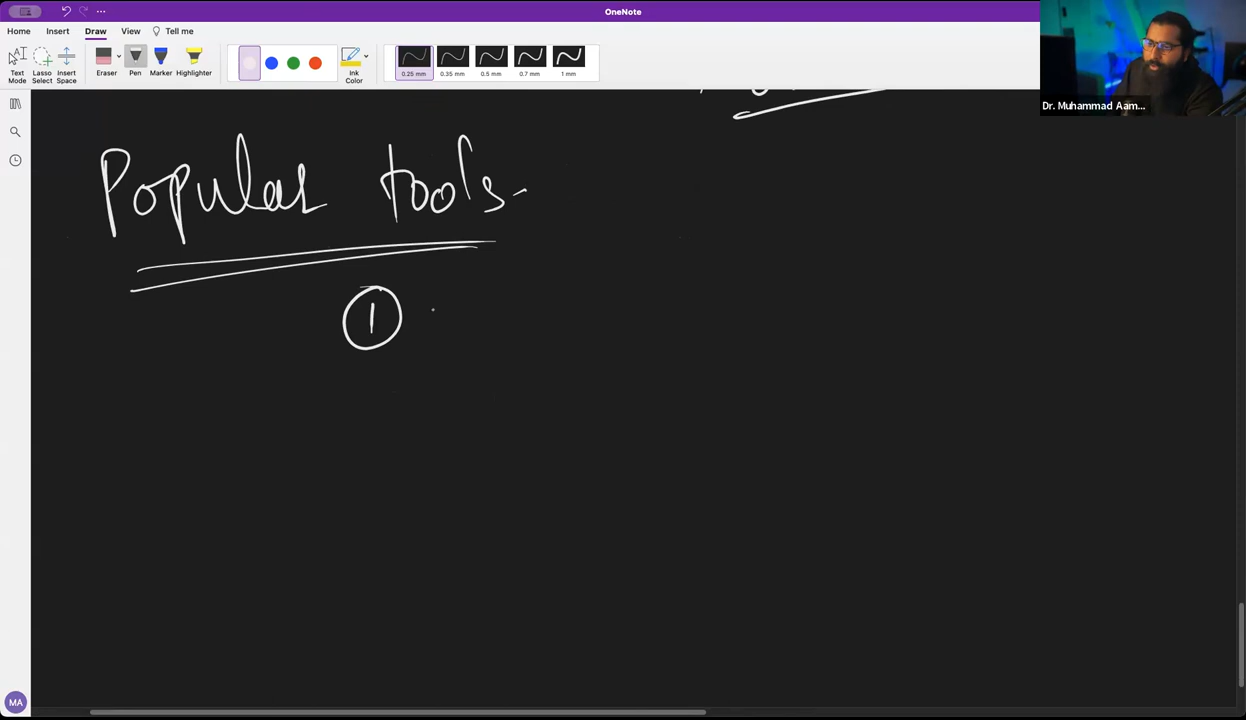 OneNote
Home Insert Draw View Tell me
Text Mode
Lasso Select
Insert Space
Eraser
Pen
Marker
Highlighter
Ink Color
0.25 mm
0.35 mm
0.5 mm
0.7 mm
1 mm
Dr. Muhammad Aam...
Popular tools-
1
MA